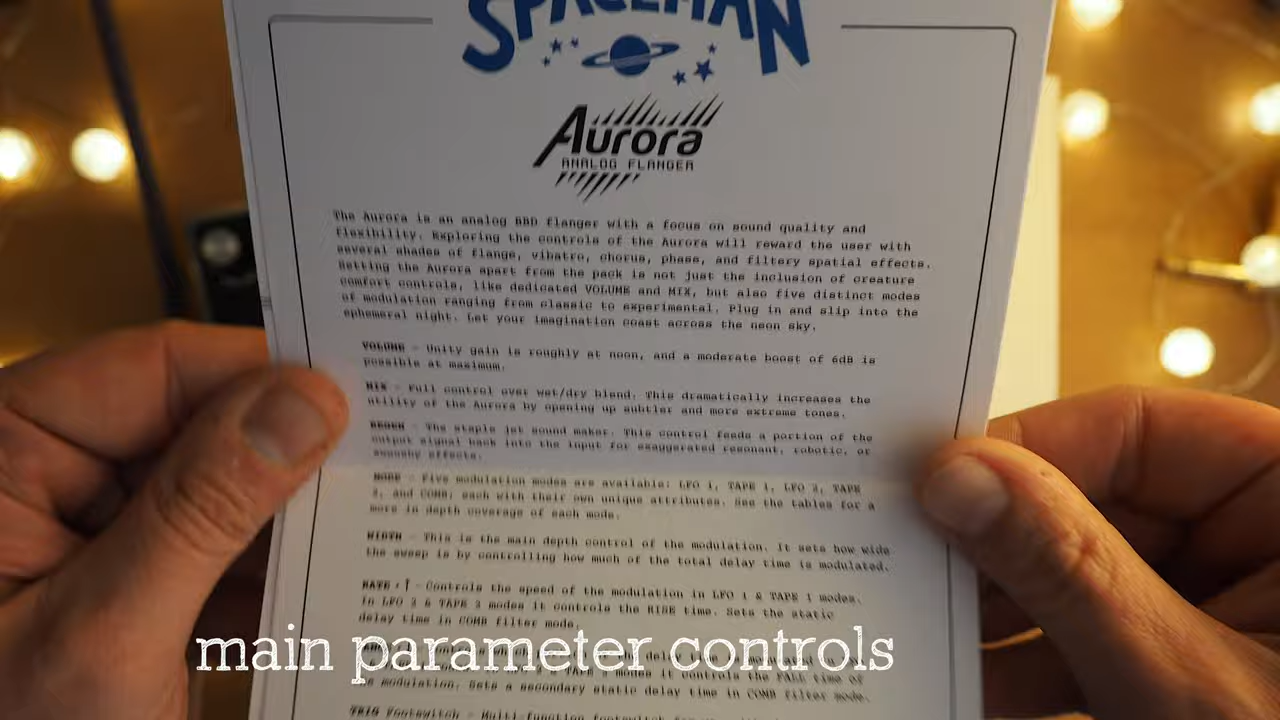 SPACEMAN
Aurora
ANALOG FLANGER
The Aurora is an analog BBD flanger with a focus on sound quality and
flexibility. Exploring the controls of the Aurora will reward the user with
several shades of flange, vibrato, chorus, phase, and filtery spatial effects.
Setting the Aurora apart from the pack is not just the inclusion of creature
comfort controls, like dedicated VOLUME and MIX, but also five distinct modes
of modulation ranging from classic to experimental. Plug in and slip into the
ephemeral night. Let your imagination coast across the neon sky.
VOLUME - Unity gain is roughly at noon, and a moderate boost of 6dB is
possible at maximum.
MIX - Full control over wet/dry blend. This dramatically increases the
utility of the Aurora by opening up subtler and more extreme tones.
REGEN - The staple jet sound maker. This control feeds a portion of the
output signal back into the input for exaggerated resonant, robotic, or
swooshy effects.
MODE - Five modulation modes are available: LFO 1, TAPE 1, LFO 2, TAPE
2, and COMB; each with their own unique attributes. See the tables for a
more in depth coverage of each mode.
WIDTH - This is the main depth control of the modulation. It sets how wide
the sweep is by controlling how much of the total delay time is modulated.
RATE - Controls the speed of the modulation in LFO 1 & TAPE 1 modes.
In LFO 2 & TAPE 2 modes it controls the RISE time. Sets the static
delay time in COMB filter mode.
modes it controls the FALL time of
modulation. Sets a secondary static delay time in COMB filter mode.
TRIG Footswitch - Multi-function footswitch
main parameter controls